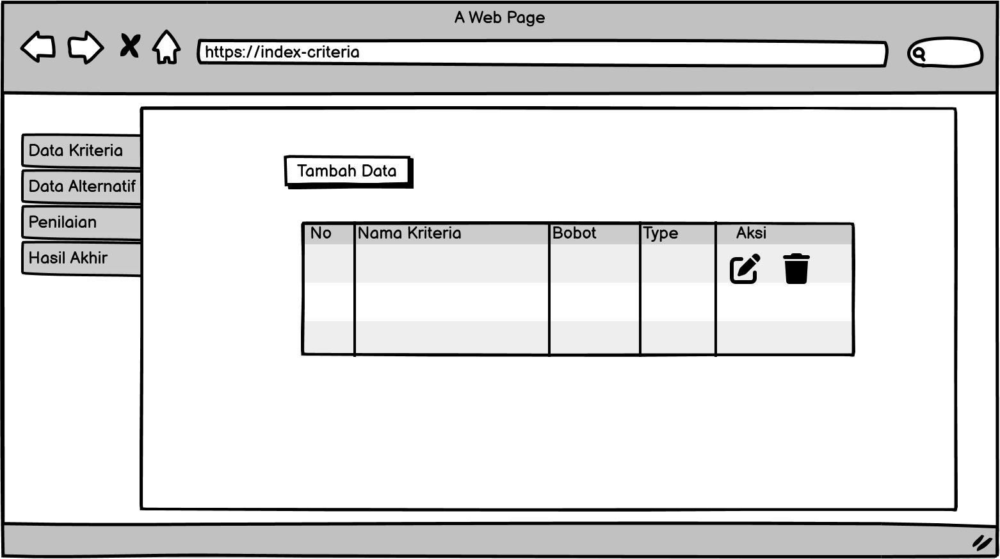 A Web Page
https://index-criteria
Data Kriteria
Data Alternatif
Penilaian
Hasil Akhir
Tambah Data
No Nama Kriteria Bobot Type Aksi